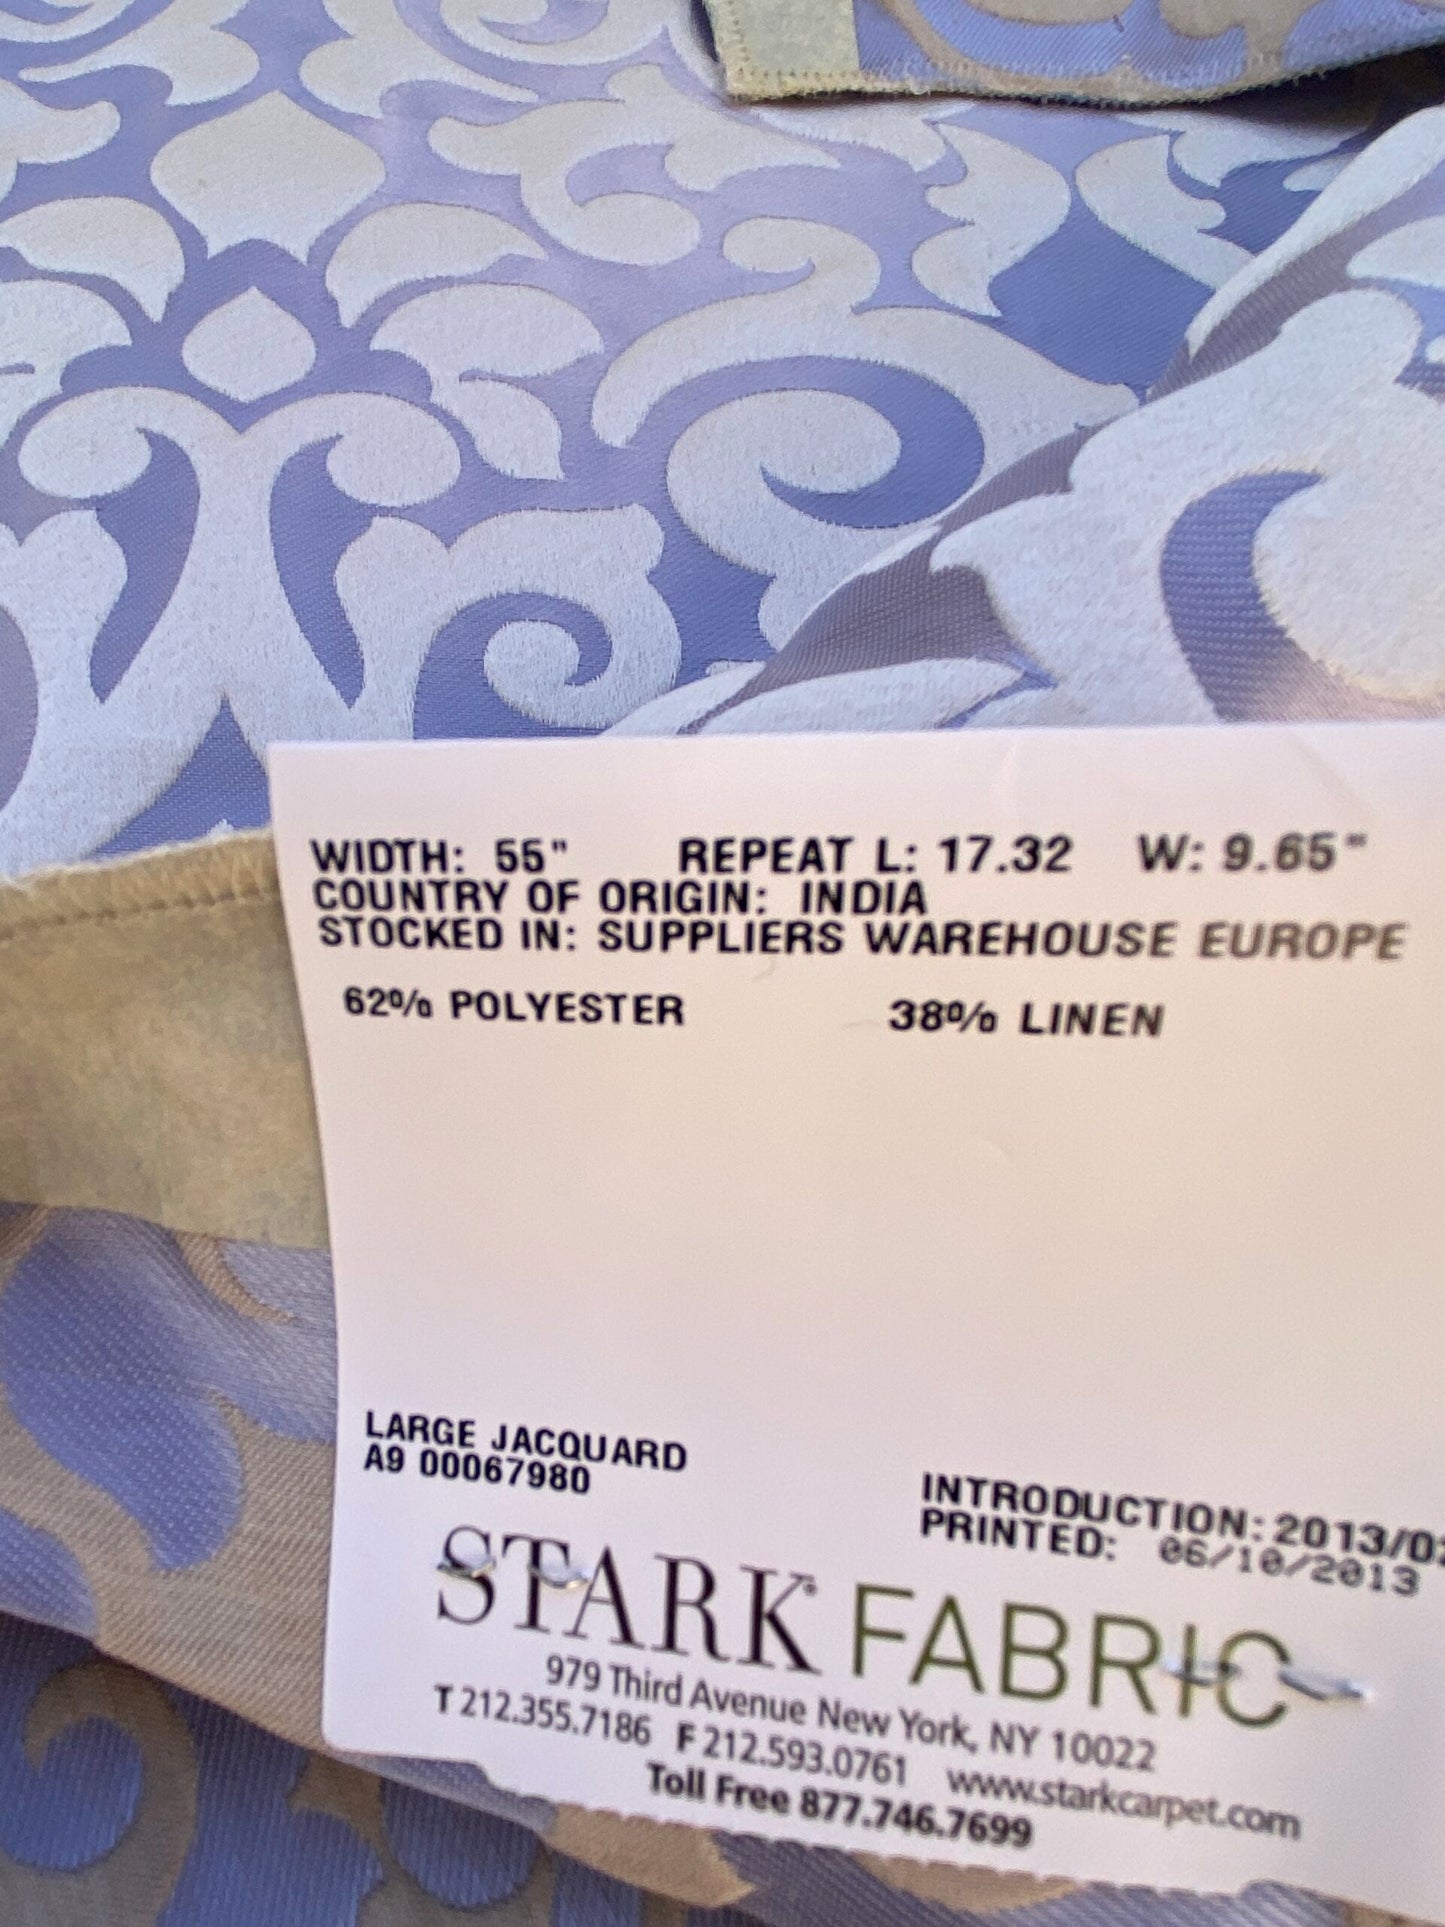 WIDTH: 55" REPEAT L: 17.32 W: 9.65"
COUNTRY OF ORIGIN: INDIA
STOCKED IN: SUPPLIERS WAREHOUSE EUROPE
62% POLYESTER 38% LINEN
LARGE JACQUARD
A9 00067980
INTRODUCTION: 2013/02
PRINTED: 06/10/2013
STARK FABRIC
979 Third Avenue New York, NY 10022
T 212.355.7186 F 212.593.0761 www.starkcarpet.com
Toll Free 877.746.7699